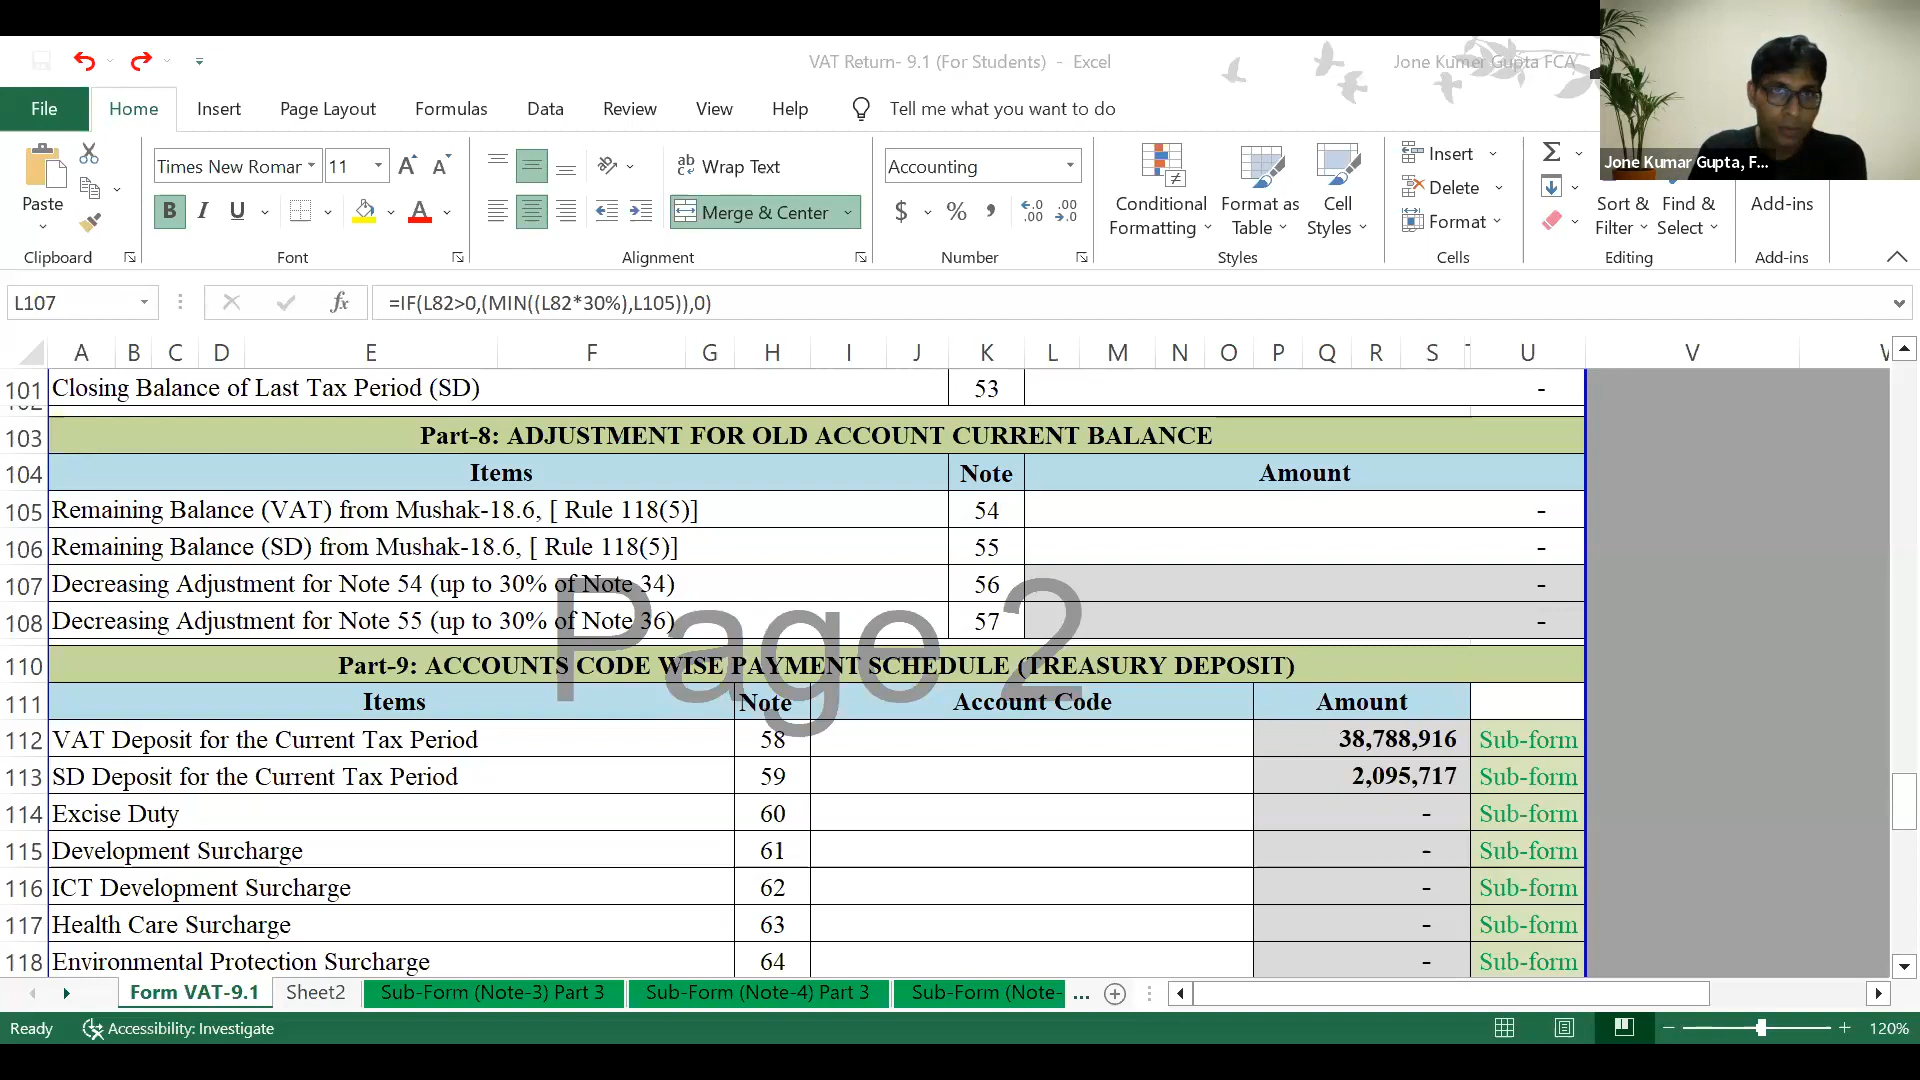 VAT Return- 9.1 (For Students) - Excel
Jone Kumer Gupta FCA
File Home Insert Page Layout Formulas Data Review View Help Tell me what you want to do
Jone Kumar Gupta, F...
Paste
Clipboard
Times New Romar 11
B I U
Font
Wrap Text
Merge & Center
Alignment
Accounting
$ % , .00
Number
Conditional Formatting
Format as Table
Cell Styles
Styles
Insert
Delete
Format
Cells
Sort & Filter
Find & Select
Editing
Add-ins
Add-ins
L107 fx =IF(L82>0,(MIN((L82*30%),L105)),0)
A B C D E F G H I J K L M N O P Q R S U V
101 Closing Balance of Last Tax Period (SD) 53 -
103 Part-8: ADJUSTMENT FOR OLD ACCOUNT CURRENT BALANCE
104 Items Note Amount
105 Remaining Balance (VAT) from Mushak-18.6, [ Rule 118(5)] 54 -
106 Remaining Balance (SD) from Mushak-18.6, [ Rule 118(5)] 55 -
107 Decreasing Adjustment for Note 54 (up to 30% of Note 34) 56 -
108 Decreasing Adjustment for Note 55 (up to 30% of Note 36) 57 -
Page 2
110 Part-9: ACCOUNTS CODE WISE PAYMENT SCHEDULE (TREASURY DEPOSIT)
111 Items Note Account Code Amount
112 VAT Deposit for the Current Tax Period 58 38,788,916 Sub-form
113 SD Deposit for the Current Tax Period 59 2,095,717 Sub-form
114 Excise Duty 60 - Sub-form
115 Development Surcharge 61 - Sub-form
116 ICT Development Surcharge 62 - Sub-form
117 Health Care Surcharge 63 - Sub-form
118 Environmental Protection Surcharge 64 - Sub-form
Form VAT-9.1 Sheet2 Sub-Form (Note-3) Part 3 Sub-Form (Note-4) Part 3 Sub-Form (Note- ...
Ready Accessibility: Investigate 120%